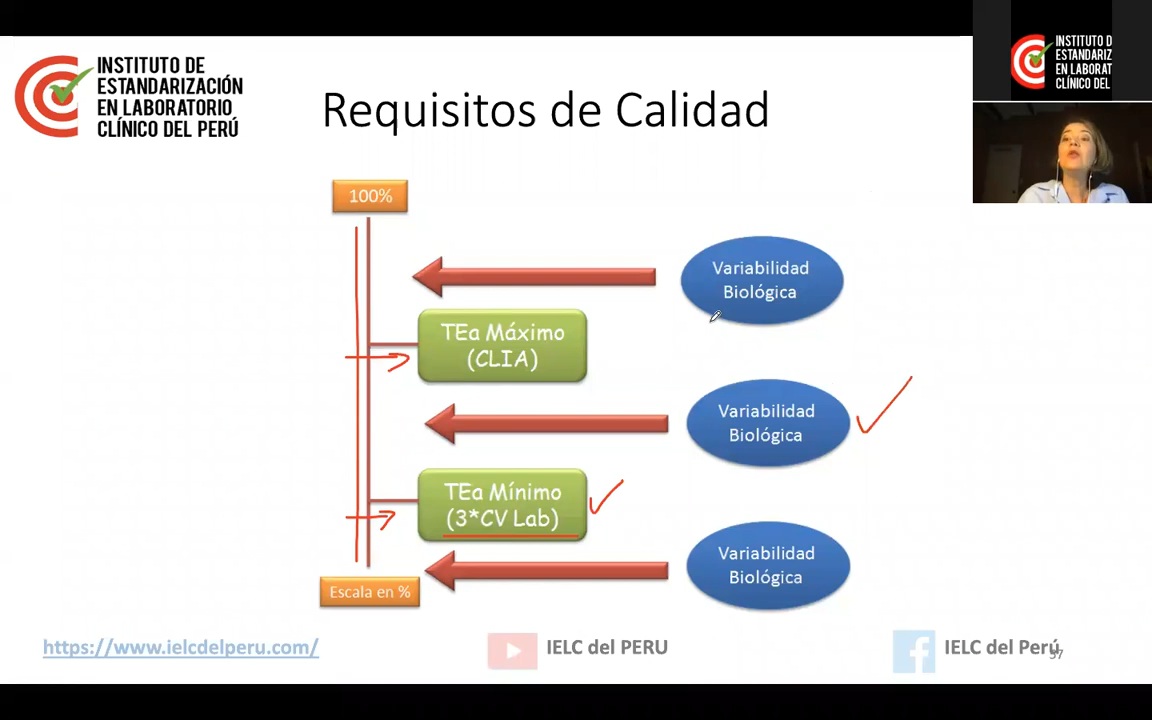 INSTITUTO DE
ESTANDARIZACIÓN
EN LABORATORIO
CLÍNICO DEL PERÚ
Requisitos de Calidad
INSTITUTO D
ESTANDARIZ
EN LABORAT
CLÍNICO DEL
100%
Variabilidad
Biológica
TEa Máximo
(CLIA)
Variabilidad
Biológica
TEa Mínimo
(3*CV Lab)
Variabilidad
Biológica
Escala en %
https://www.ielcdelperu.com/
IELC del PERU
IELC del Perú
37